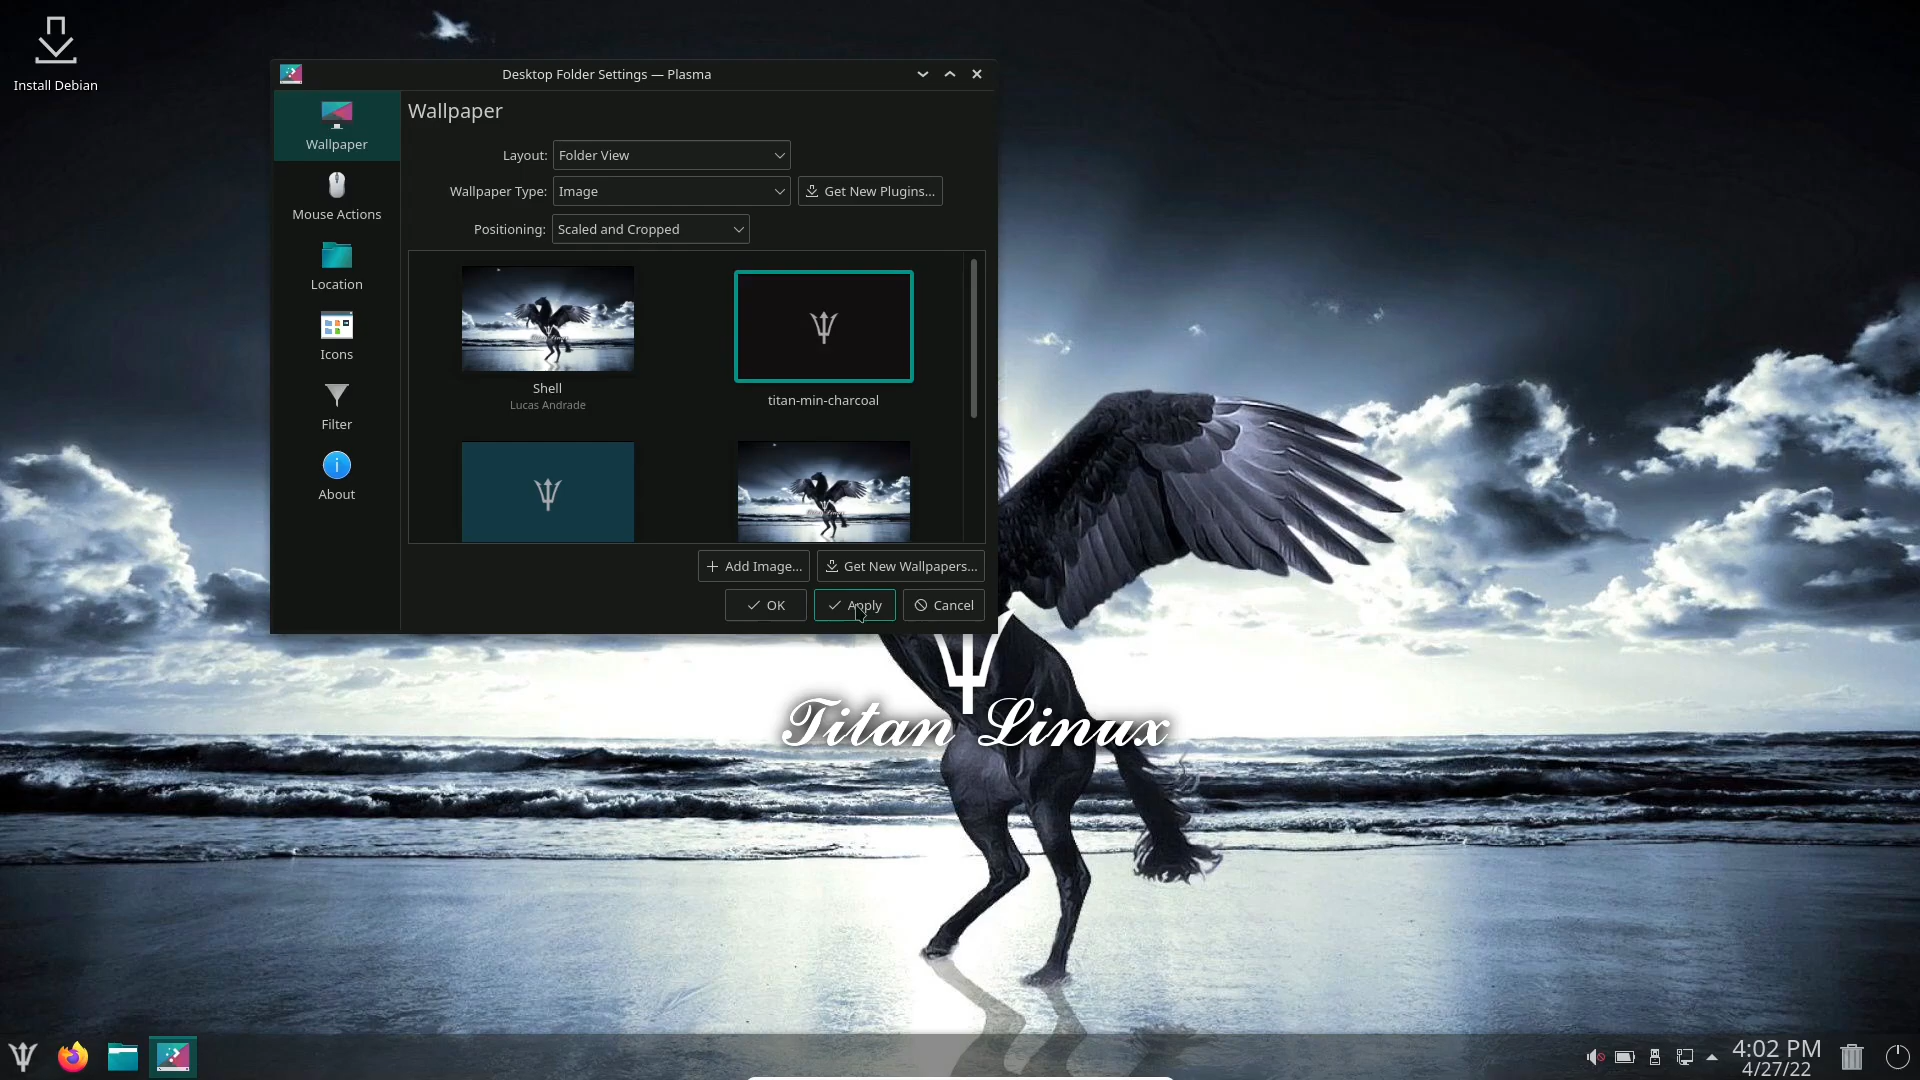 Install Debian
Desktop Folder Settings — Plasma
Wallpaper
Mouse Actions
Location
Icons
Filter
About
Wallpaper
Layout:
Folder View
Wallpaper Type:
Image
Get New Plugins...
Positioning:
Scaled and Cropped
Shell
Lucas Andrade
titan-min-charcoal
Add Image...
Get New Wallpapers...
OK
Apply
Cancel
Titan Linux
4:02 PM
4/27/22